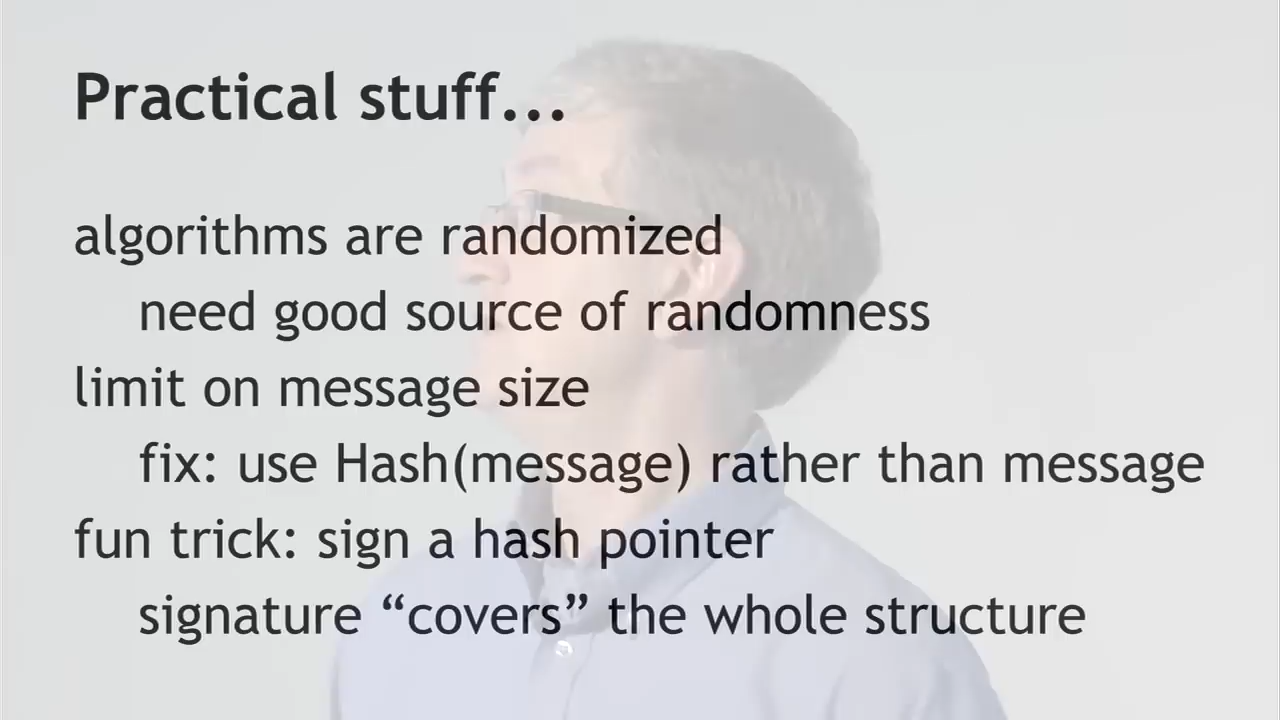 Practical stuff...
algorithms are randomized
need good source of randomness
limit on message size
fix: use Hash(message) rather than message
fun trick: sign a hash pointer
signature “covers” the whole structure